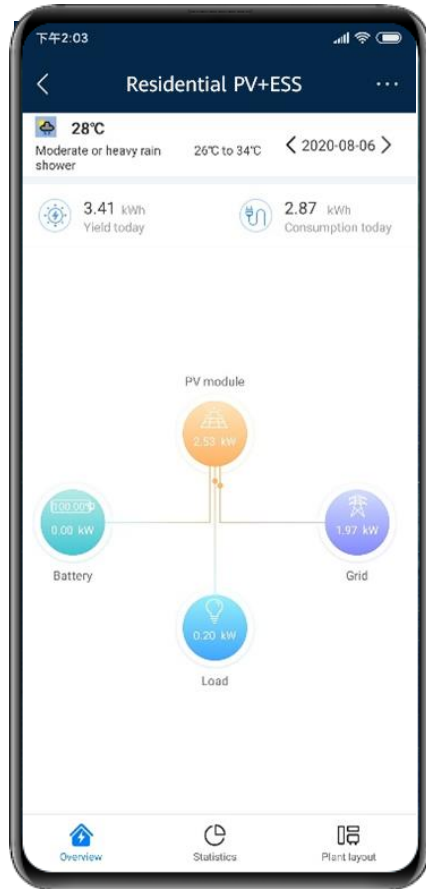 下午2:03
Residential PV+ESS
28℃
Moderate or heavy rain
shower
26℃ to 34℃
2020-08-06
3.41 kWh
Yield today
2.87 kWh
Consumption today
PV module
2.53 kW
100.00%
0.00 kW
1.97 kW
Battery
Grid
0.20 kW
Load
Overview
Statistics
Plant layout